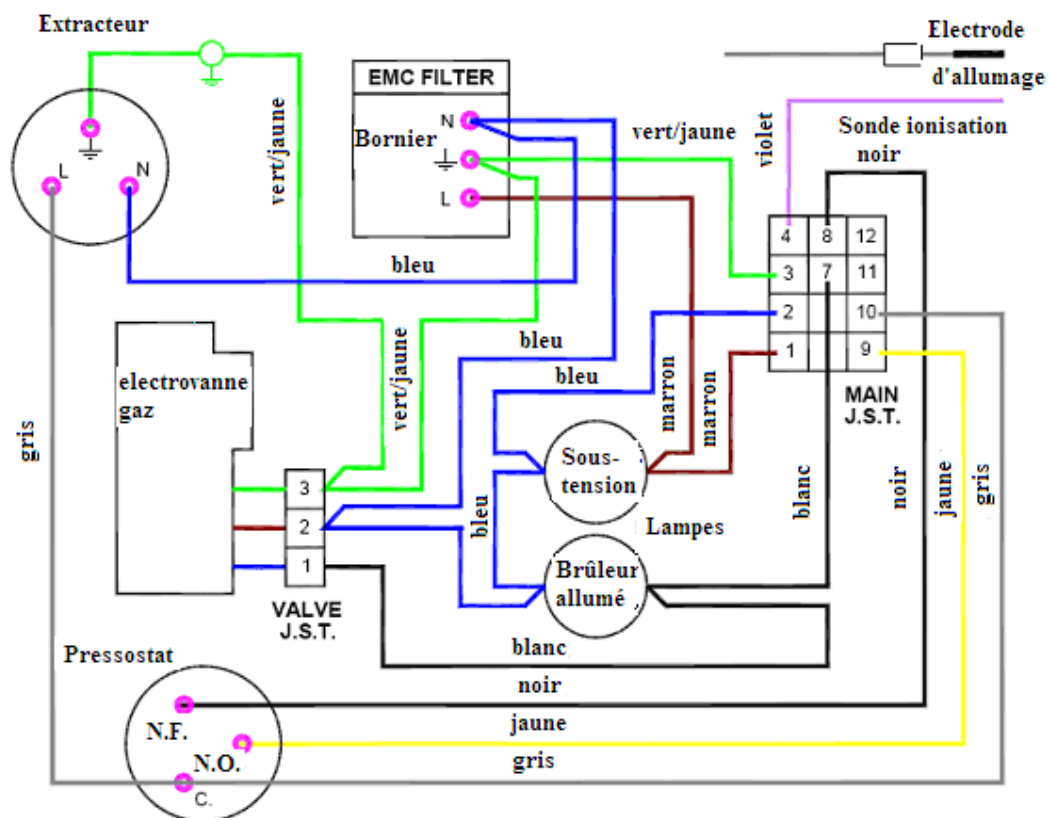 Extracteur
Electrode
d'allumage
EMC FILTER
N
Bornier
L
vert/jaune
violet
Sonde ionisation
noir
L
N
vert/jaune
bleu
4 8 12
3 7 11
2 10
1 9
MAIN
J.S.T.
electrovanne
gaz
bleu
bleu
vert/jaune
marron
marron
gris
Sous-
tension
blanc
noir
jaune
gris
3
2
1
bleu
Lampes
Brûleur
allumé
VALVE
J.S.T.
blanc
Pressostat
noir
jaune
N.F.
N.O.
gris
C.